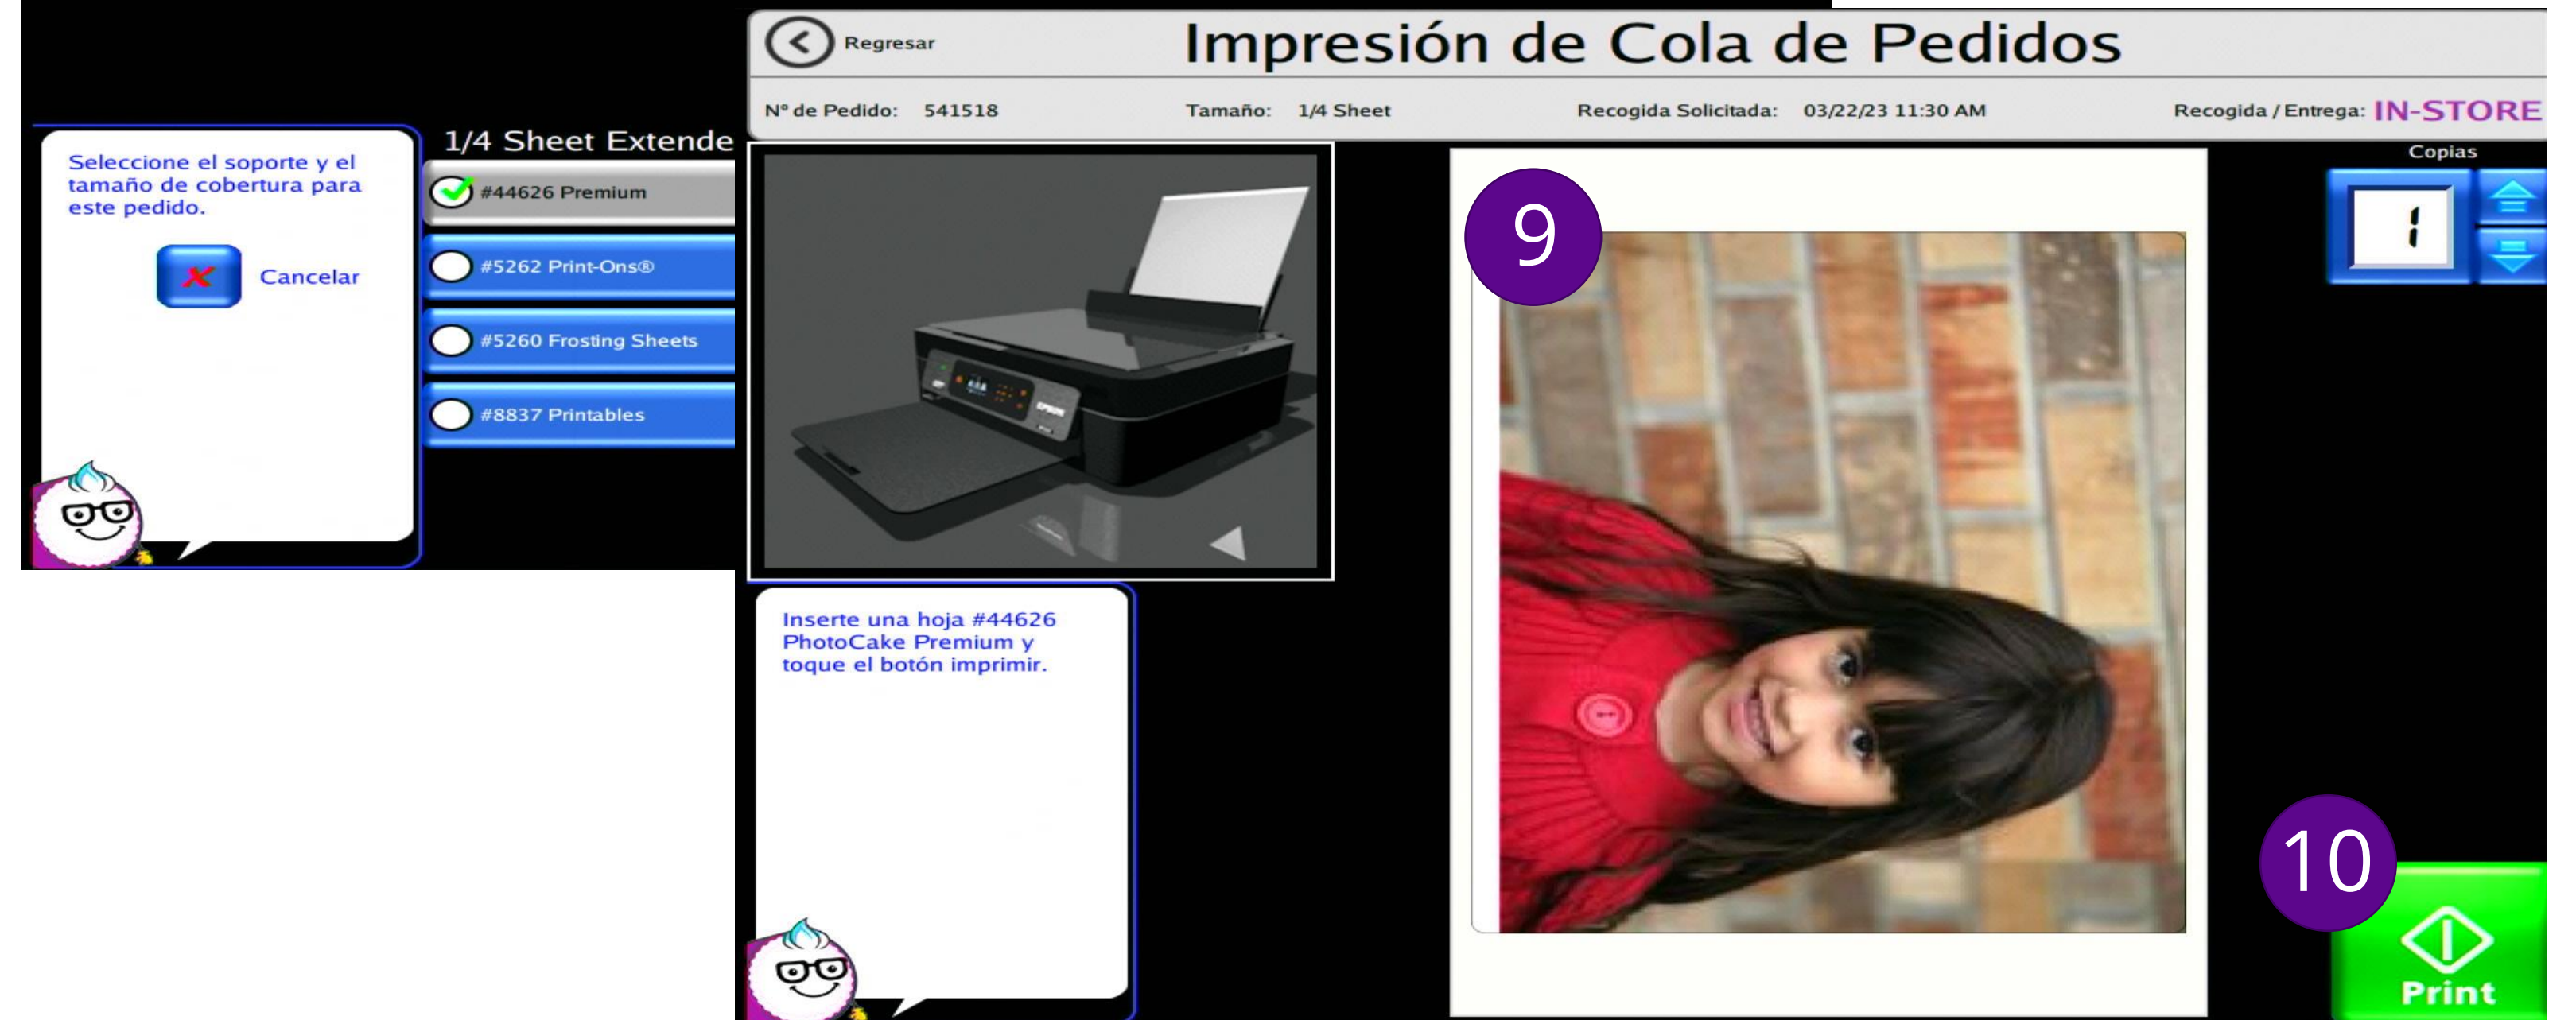 Seleccione el soporte y el
tamaño de cobertura para
este pedido.
Cancelar
1/4 Sheet Extende
#44626 Premium
#5262 Print-Ons®
#5260 Frosting Sheets
#8837 Printables
Regresar
Impresión de Cola de Pedidos
Nº de Pedido: 541518
Tamaño: 1/4 Sheet
Recogida Solicitada: 03/22/23 11:30 AM
Recogida / Entrega: IN-STORE
EPSON
Inserte una hoja #44626
PhotoCake Premium y
toque el botón imprimir.
9
Copias
1
10
Print